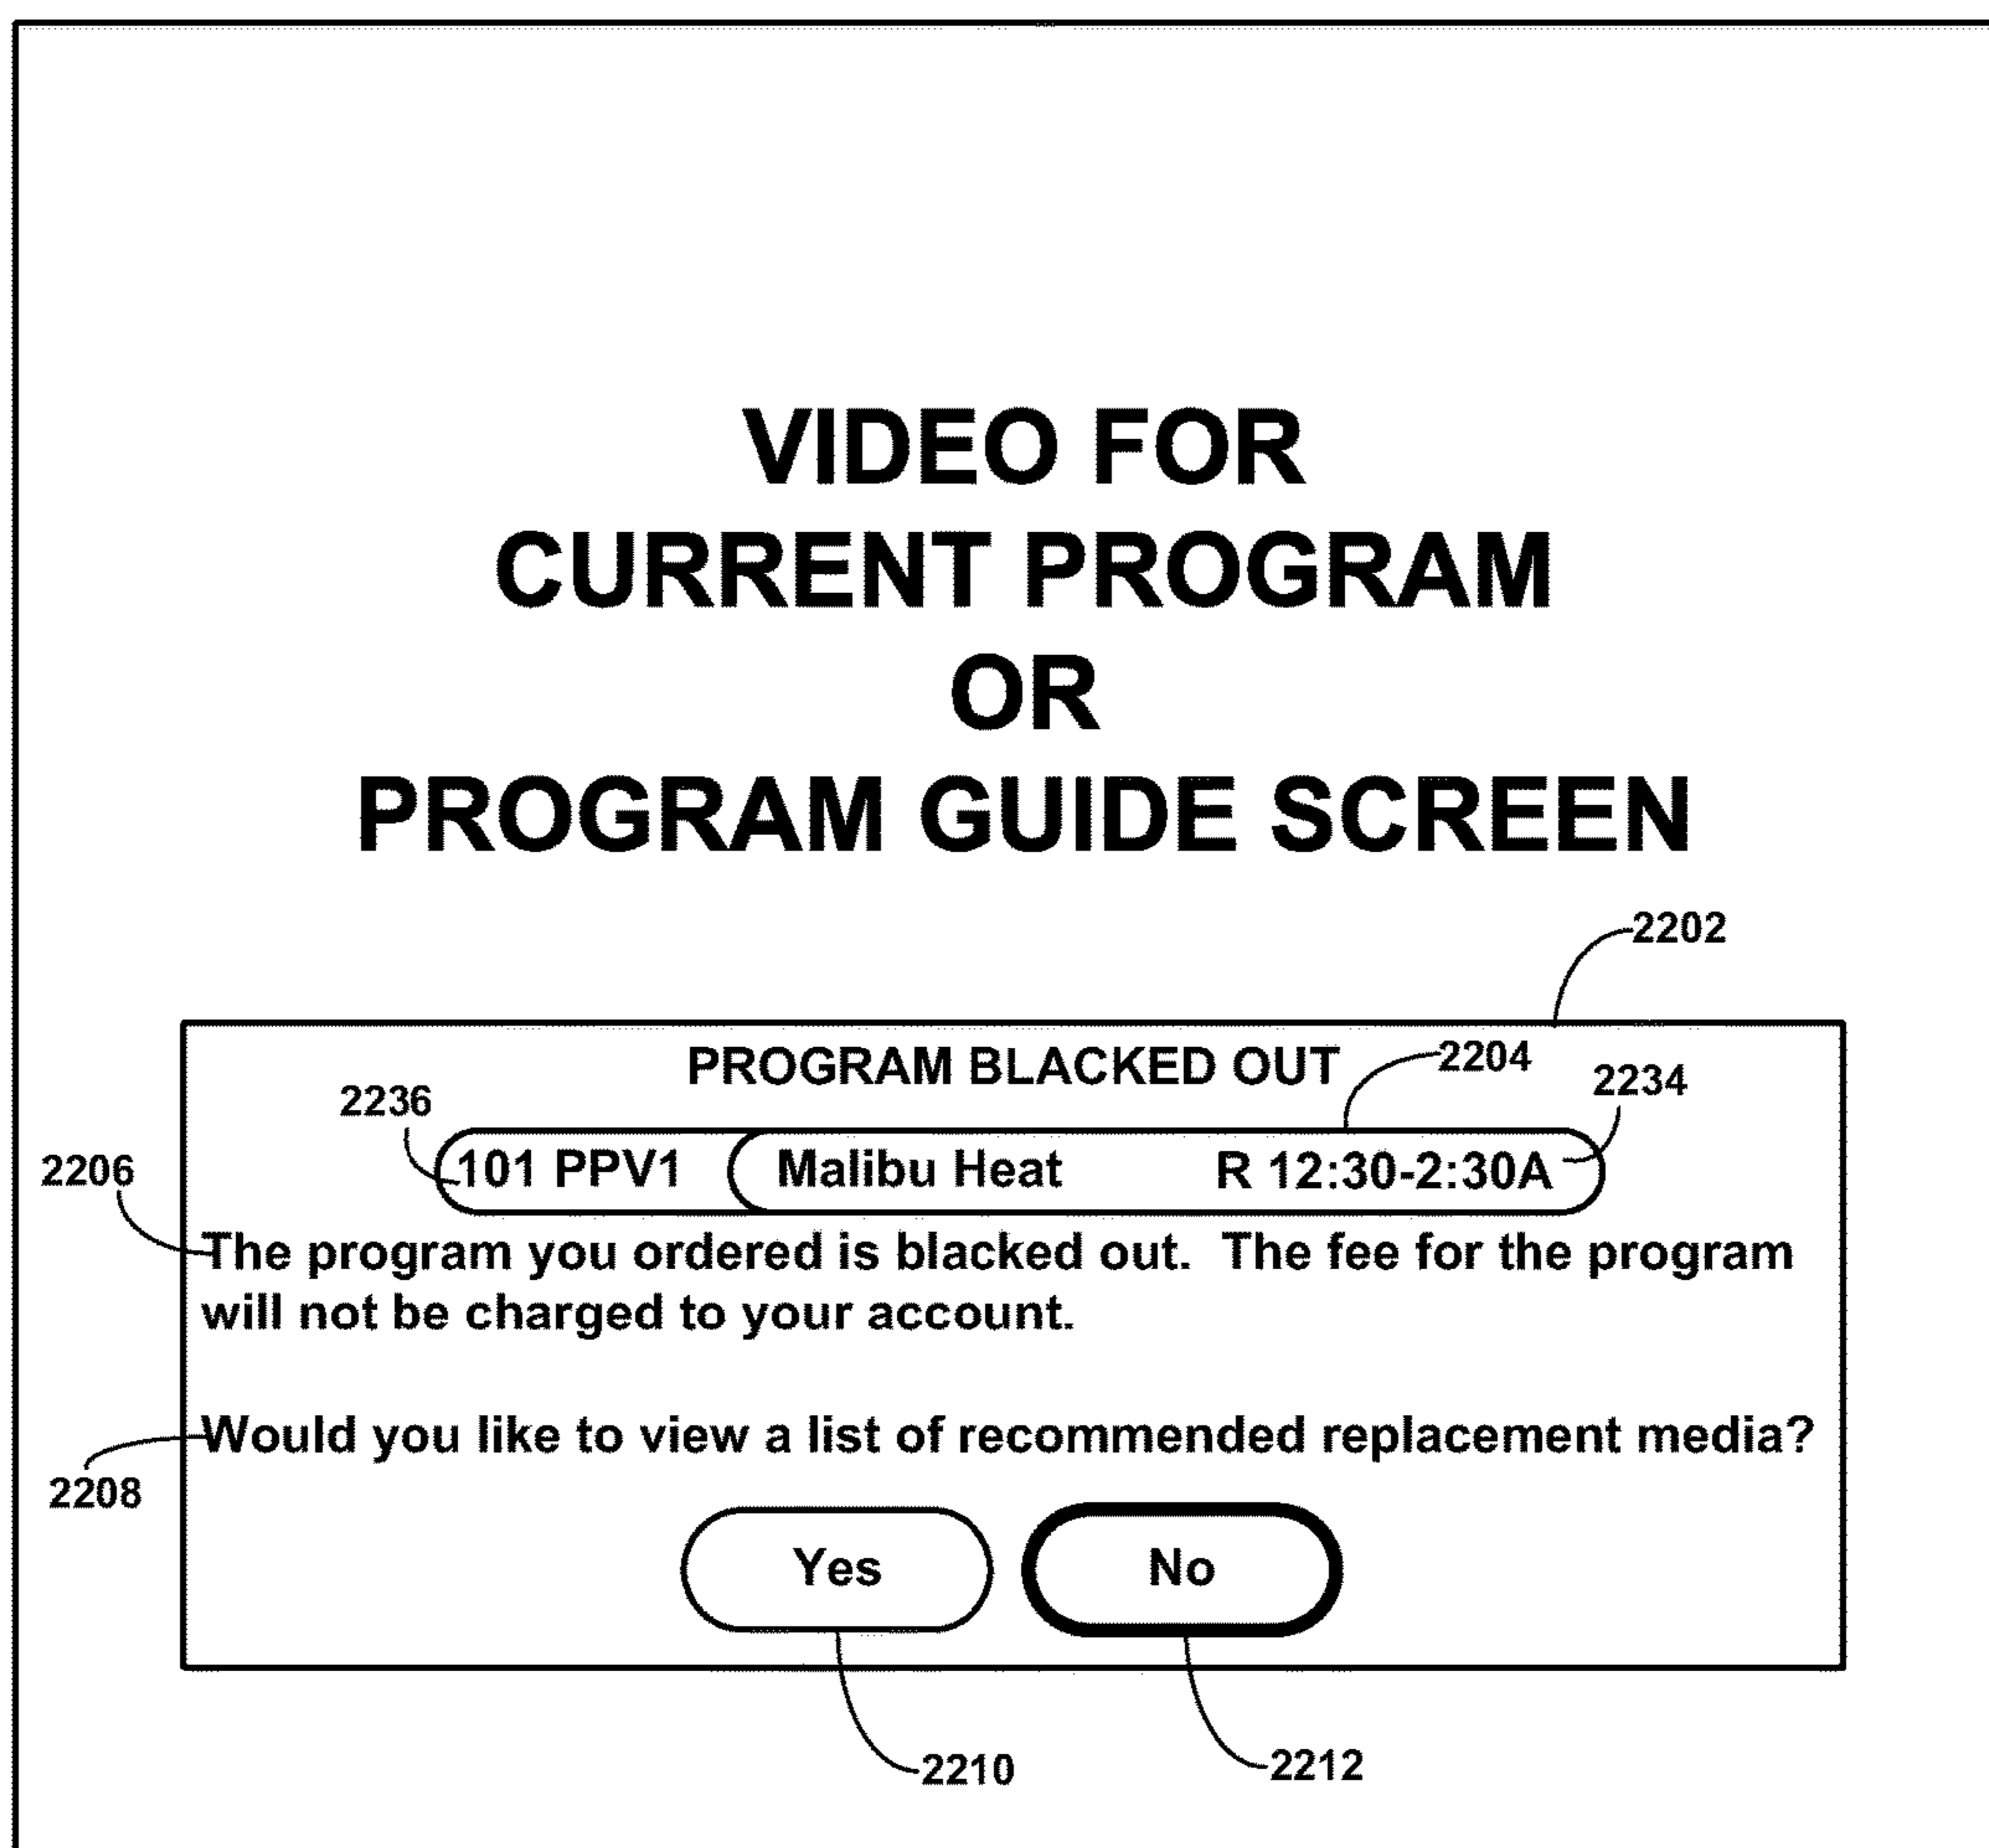 VIDEO FOR
CURRENT PROGRAM
OR
PROGRAM GUIDE SCREEN
2202
PROGRAM BLACKED OUT
2204
2234
2236
101 PPV1 Malibu Heat R 12:30-2:30A
2206
The program you ordered is blacked out. The fee for the program
will not be charged to your account.
Would you like to view a list of recommended replacement media?
2208
Yes No
2210 2212